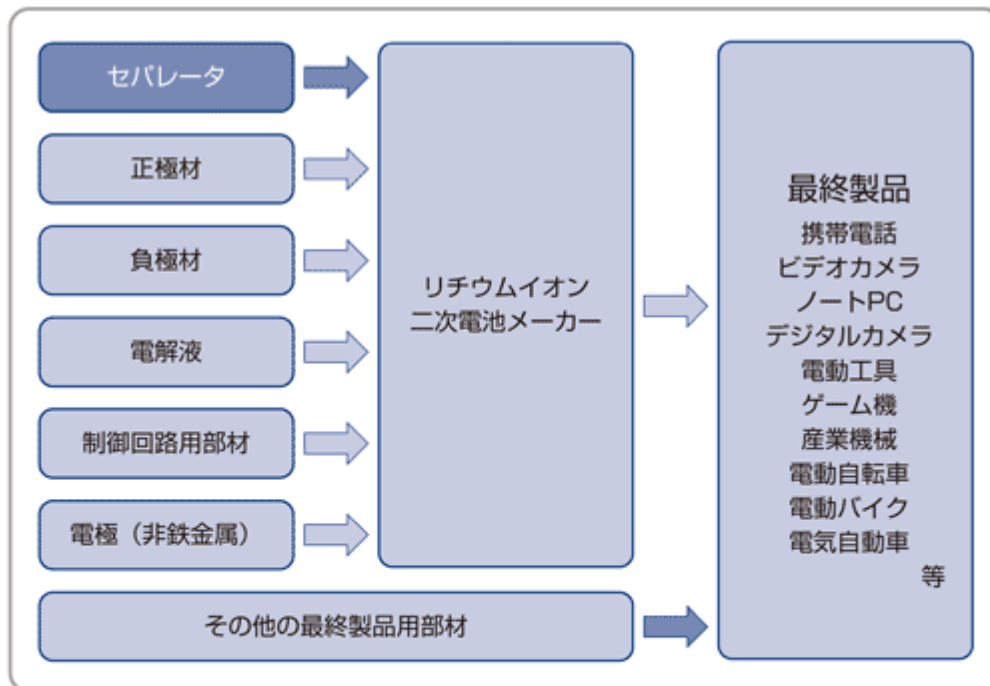 セパレータ
正極材
負極材
電解液
制御回路用部材
電極（非鉄金属）
その他の最終製品用部材
リチウムイオン
二次電池メーカー
最終製品
携帯電話
ビデオカメラ
ノートPC
デジタルカメラ
電動工具
ゲーム機
産業機械
電動自転車
電動バイク
電気自動車
等